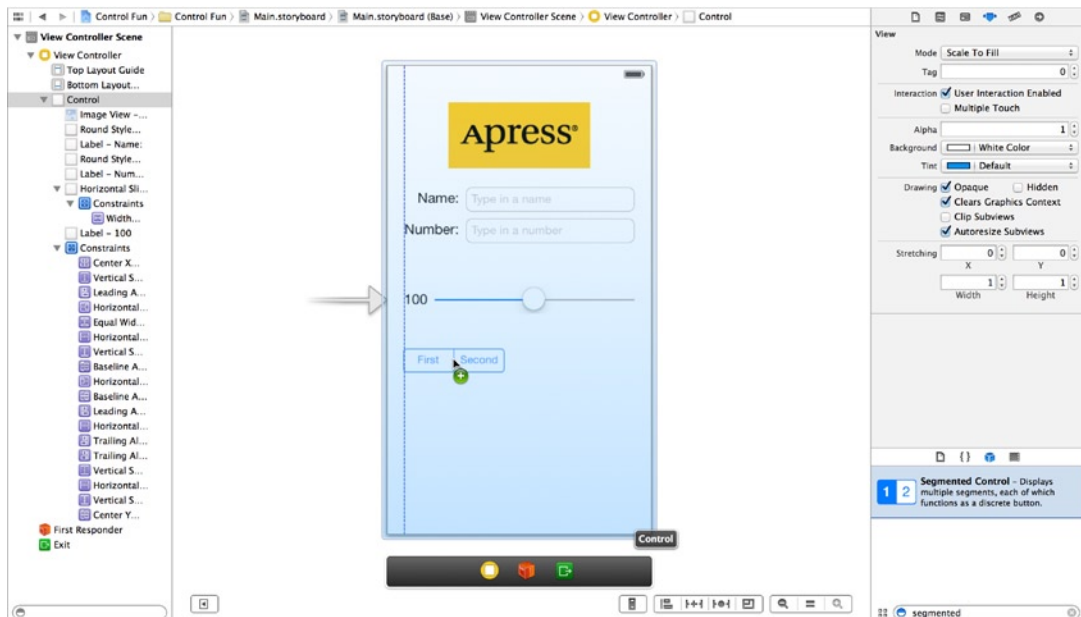 Control Fun
Control Fun
Main.storyboard
Main.storyboard (Base)
View Controller Scene
View Controller
Control
View Controller Scene
View Controller
Top Layout Guide
Bottom Layout...
Control
Image View -...
Round Style...
Label - Name:
Round Style...
Label - Num...
Horizontal Sli...
Constraints
Width...
Label - 100
Constraints
Center X...
Vertical S...
Leading A...
Horizontal...
Equal Wid...
Horizontal...
Vertical S...
Baseline A...
Horizontal...
Baseline A...
Leading A...
Horizontal...
Trailing Al...
Trailing Al...
Vertical S...
Horizontal...
Vertical S...
Center Y...
First Responder
Exit
Apress®
Name: Type in a name
Number: Type in a number
100
First Second
Control
View
Mode Scale To Fill
Tag 0
Interaction User Interaction Enabled
Multiple Touch
Alpha 1
Background White Color
Tint Default
Drawing Opaque Hidden
Clears Graphics Context
Clip Subviews
Autoresize Subviews
Stretching 0 0
X Y
1 1
Width Height
{}
1 2
Segmented Control – Displays
multiple segments, each of which
functions as a discrete button.
segmented